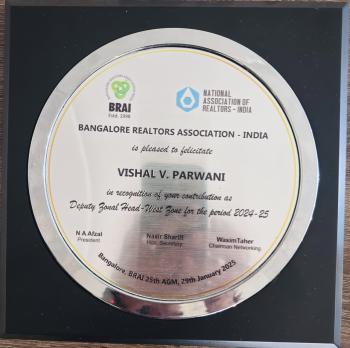 BRAI
Estd. 1998
NATIONAL
ASSOCIATION OF
REALTORS - INDIA
BANGALORE REALTORS ASSOCIATION - INDIA
is pleased to felicitate
VISHAL V. PARWANI
in recognition of your contribution as
Deputy Zonal Head-West Zone for the period 2024-25
N A Afzal
President
Nasir Shariff
Hon. Secretary
WasimTaher
Chairman Networking
Bangalore, BRAI 25th AGM, 29th January 2025